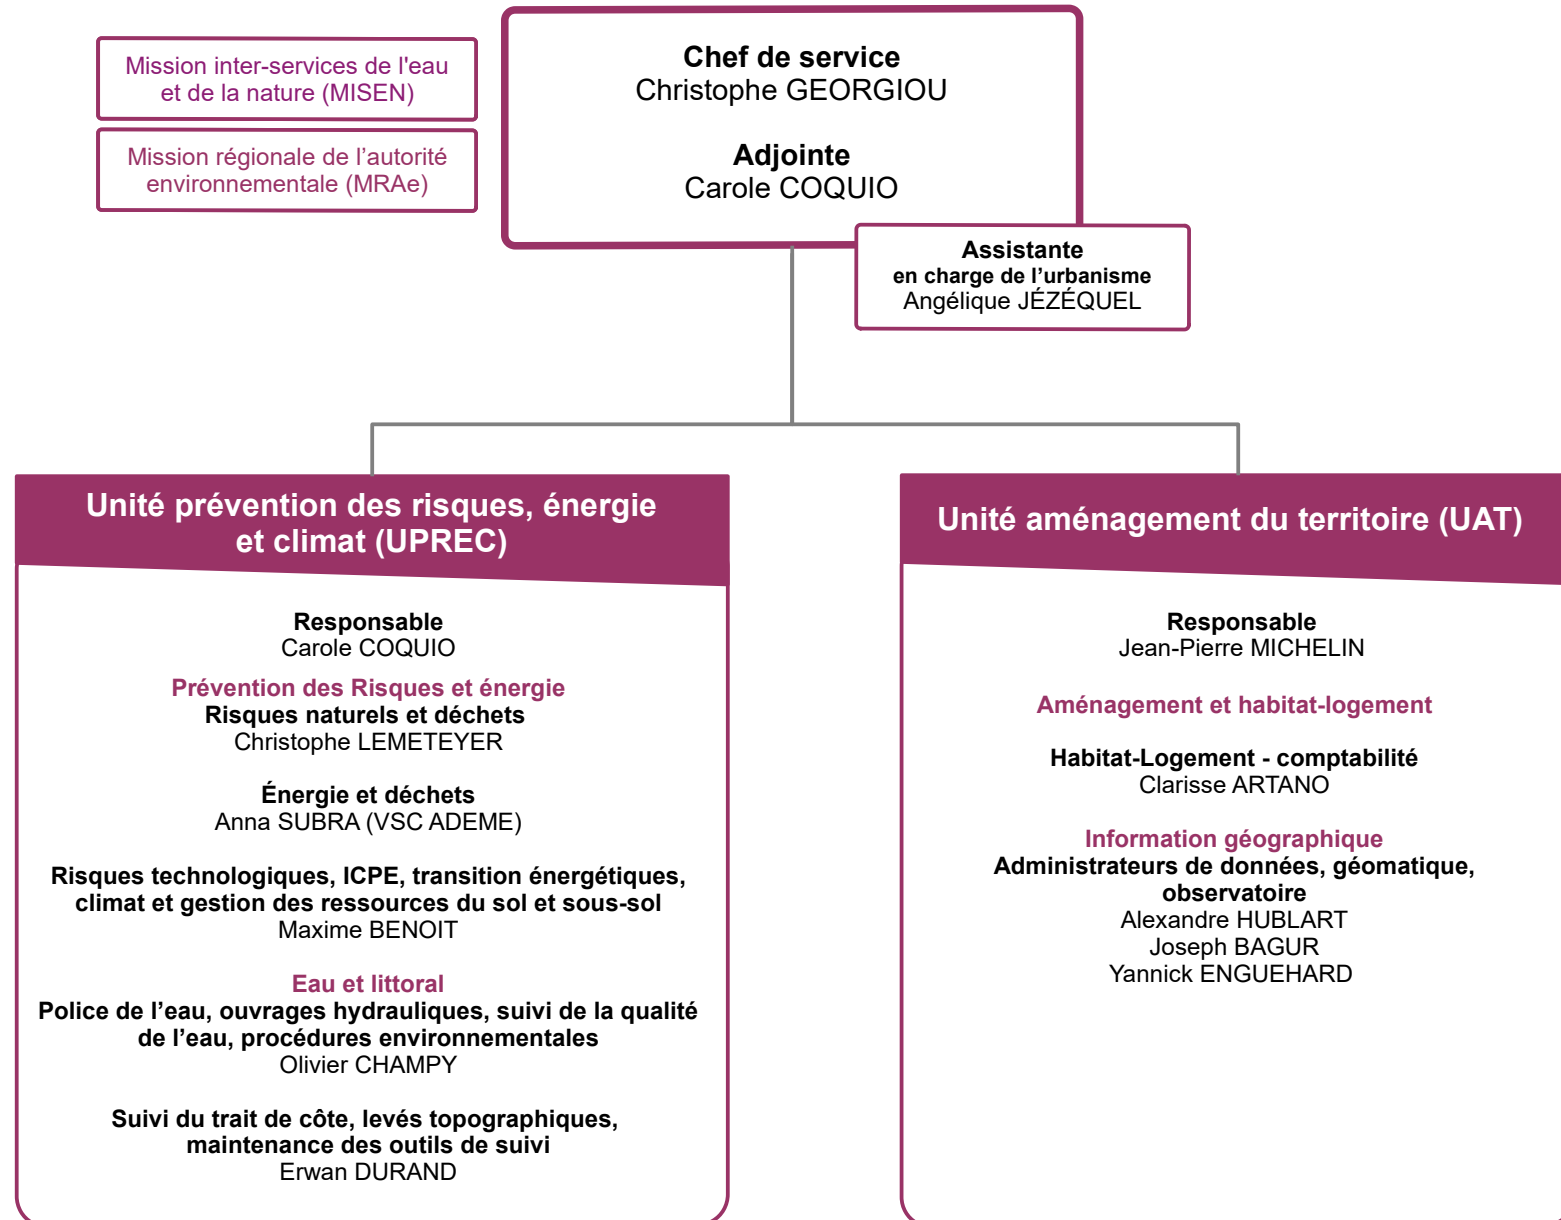 Mission inter-services de l'eau
et de la nature (MISEN)
Mission régionale de l’autorité
environnementale (MRAe)
Chef de service
Christophe GEORGIOU
Adjointe
Carole COQUIO
Assistante
en charge de l’urbanisme
Angélique JÉZÉQUEL
Unité prévention des risques, énergie
et climat (UPREC)
Responsable
Carole COQUIO
Prévention des Risques et énergie
Risques naturels et déchets
Christophe LEMETEYER
Énergie et déchets
Anna SUBRA (VSC ADEME)
Risques technologiques, ICPE, transition énergétiques,
climat et gestion des ressources du sol et sous-sol
Maxime BENOIT
Eau et littoral
Police de l’eau, ouvrages hydrauliques, suivi de la qualité
de l’eau, procédures environnementales
Olivier CHAMPY
Suivi du trait de côte, levés topographiques,
maintenance des outils de suivi
Erwan DURAND
Unité aménagement du territoire (UAT)
Responsable
Jean-Pierre MICHELIN
Aménagement et habitat-logement
Habitat-Logement - comptabilité
Clarisse ARTANO
Information géographique
Administrateurs de données, géomatique,
observatoire
Alexandre HUBLART
Joseph BAGUR
Yannick ENGUEHARD